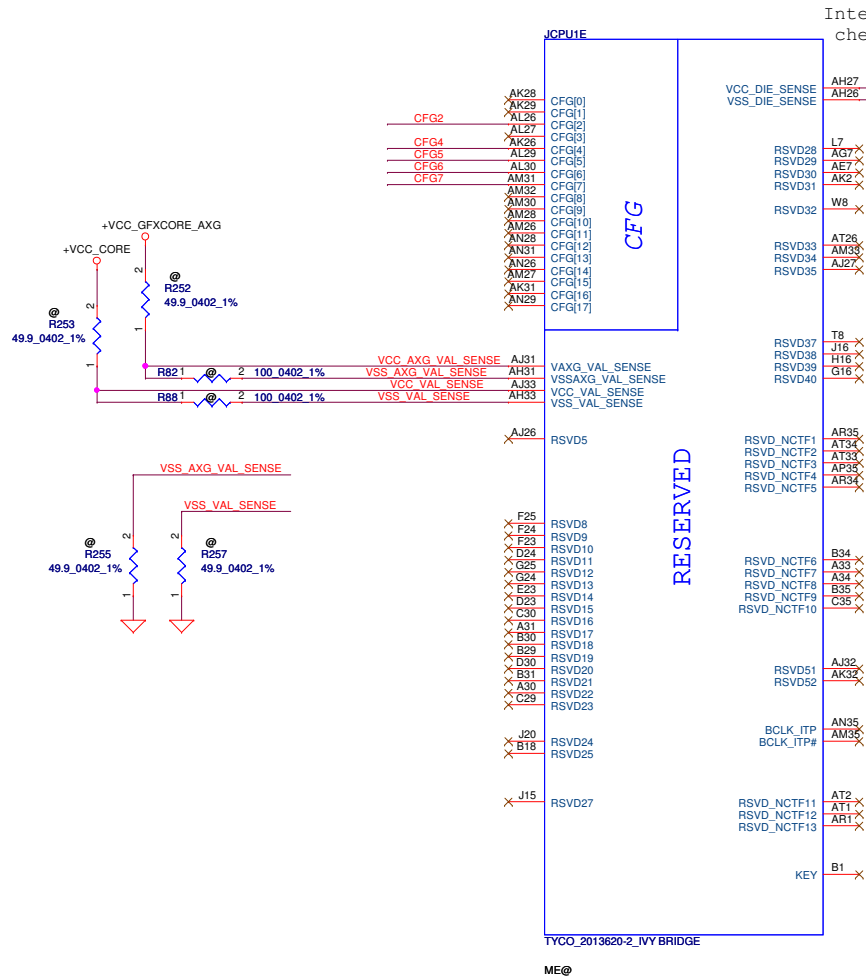 Inte
che
JCPU1E
AK28 CFG[0]
AK29 CFG[1]
CFG2 AL26 CFG[2]
AL27 CFG[3]
CFG4 AK26 CFG[4]
CFG5 AL29 CFG[5]
CFG6 AL30 CFG[6]
CFG7 AM31 CFG[7]
AM32 CFG[8]
AM30 CFG[9]
AM28 CFG[10]
AM26 CFG[11]
AN28 CFG[12]
AN31 CFG[13]
AN26 CFG[14]
AM27 CFG[15]
AK31 CFG[16]
AN29 CFG[17]
CFG
VCC_DIE_SENSE AH27
VSS_DIE_SENSE AH26
RSVD28 L7
RSVD29 AG7
RSVD30 AE7
RSVD31 AK2
RSVD32 W8
RSVD33 AT26
RSVD34 AM33
RSVD35 AJ27
RSVD37 T8
RSVD38 J16
RSVD39 H16
RSVD40 G16
+VCC_GFXCORE_AXG
+VCC_CORE
2 @
R252
49.9_0402_1%
1
2 @
R253
49.9_0402_1%
1
VCC_AXG_VAL_SENSE AJ31 VAXG_VAL_SENSE
R82 1 @ 2 100_0402_1% VSS_AXG_VAL_SENSE AH31 VSSAXG_VAL_SENSE
VCC_VAL_SENSE AJ33 VCC_VAL_SENSE
R88 1 @ 2 100_0402_1% VSS_VAL_SENSE AH33 VSS_VAL_SENSE
AJ26 RSVD5
RSVD_NCTF1 AR35
RSVD_NCTF2 AT34
RSVD_NCTF3 AT33
RSVD_NCTF4 AP35
RSVD_NCTF5 AR34
RESERVED
VSS_AXG_VAL_SENSE
VSS_VAL_SENSE
2 @
R255
49.9_0402_1%
1
2 @
R257
49.9_0402_1%
1
F25 RSVD8
F24 RSVD9
F23 RSVD10
D24 RSVD11
G25 RSVD12
G24 RSVD13
E23 RSVD14
D23 RSVD15
C30 RSVD16
A31 RSVD17
B30 RSVD18
B29 RSVD19
D30 RSVD20
B31 RSVD21
A30 RSVD22
C29 RSVD23
J20 RSVD24
B18 RSVD25
J15 RSVD27
RSVD_NCTF6 B34
RSVD_NCTF7 A33
RSVD_NCTF8 A34
RSVD_NCTF9 B35
RSVD_NCTF10 C35
RSVD51 AJ32
RSVD52 AK32
BCLK_ITP AN35
BCLK_ITP# AM35
RSVD_NCTF11 AT2
RSVD_NCTF12 AT1
RSVD_NCTF13 AR1
KEY B1
TYCO_2013620-2_IVY BRIDGE
ME@